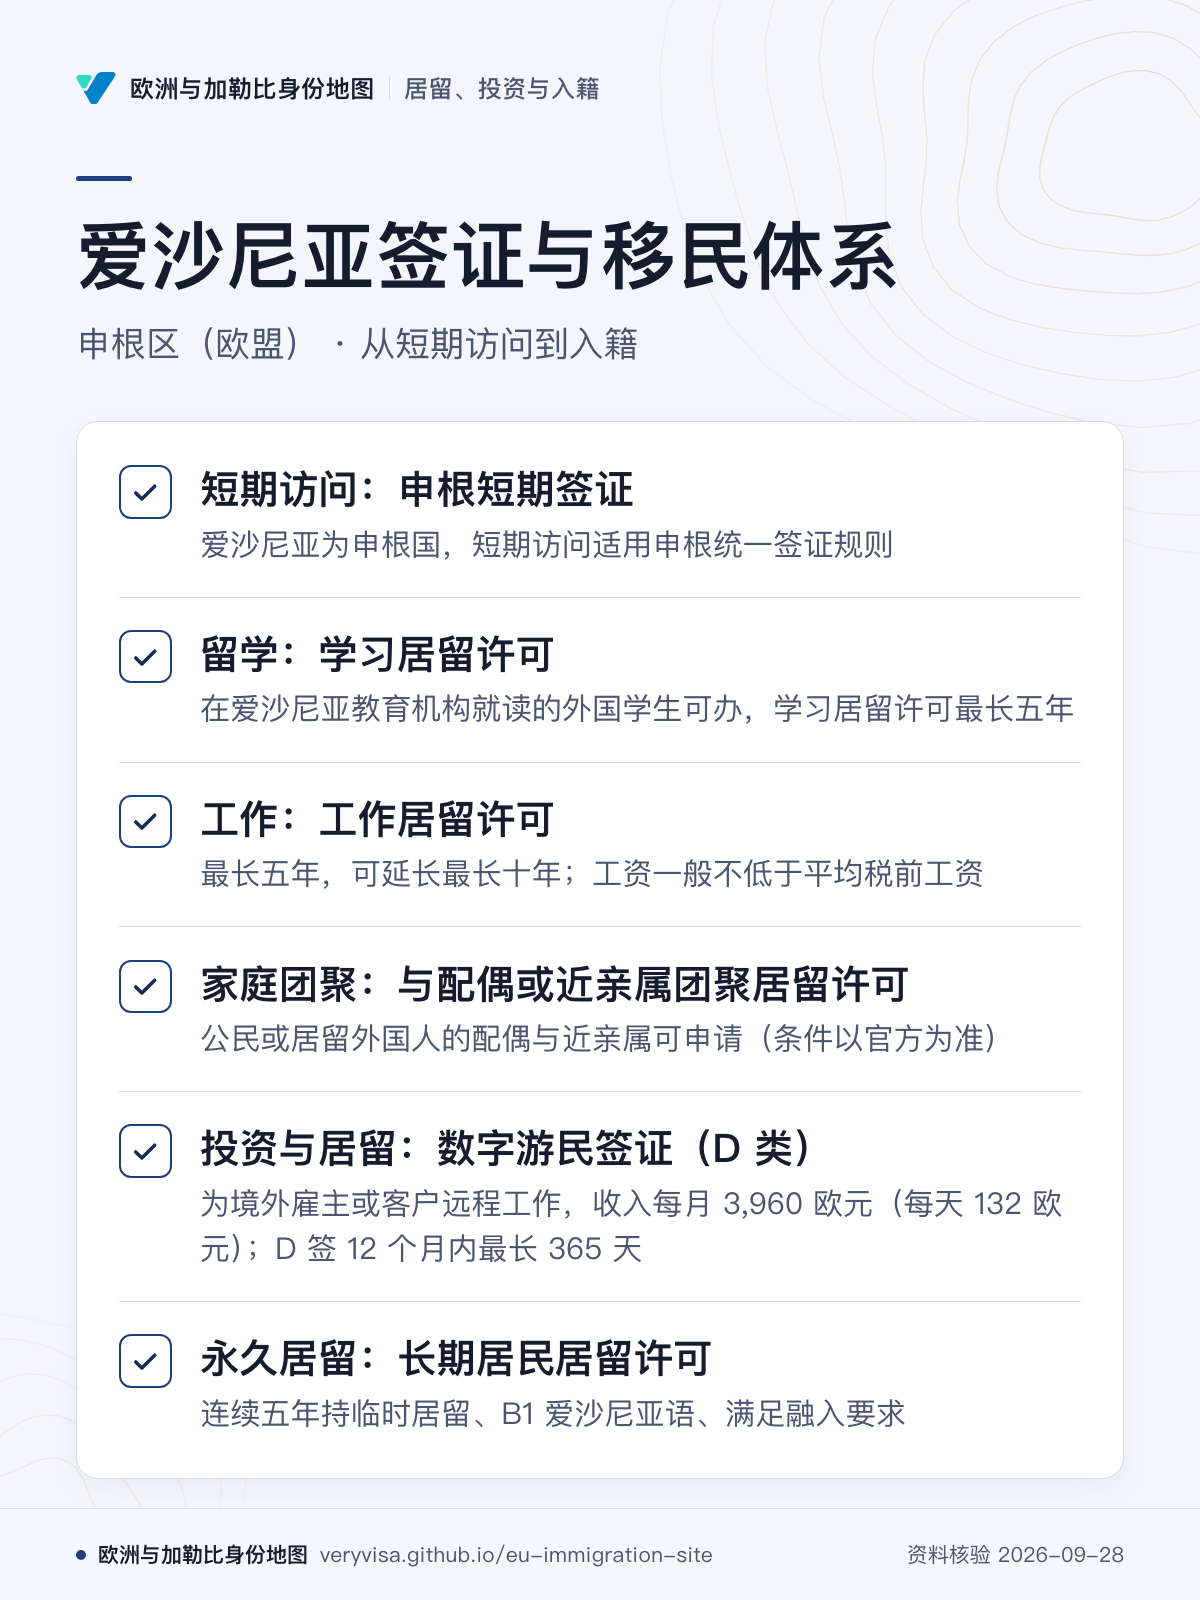 欧洲与加勒比身份地图 居留、投资与入籍
爱沙尼亚签证与移民体系
申根区（欧盟） · 从短期访问到入籍
短期访问：申根短期签证
爱沙尼亚为申根国，短期访问适用申根统一签证规则
留学：学习居留许可
在爱沙尼亚教育机构就读的外国学生可办，学习居留许可最长五年
工作：工作居留许可
最长五年，可延长最长十年；工资一般不低于平均税前工资
家庭团聚：与配偶或近亲属团聚居留许可
公民或居留外国人的配偶与近亲属可申请（条件以官方为准）
投资与居留：数字游民签证（D 类）
为境外雇主或客户远程工作，收入每月 3,960 欧元（每天 132 欧
元）；D 签 12 个月内最长 365 天
永久居留：长期居民居留许可
连续五年持临时居留、B1 爱沙尼亚语、满足融入要求
欧洲与加勒比身份地图 veryvisa.github.io/eu-immigration-site 资料核验 2026-09-28